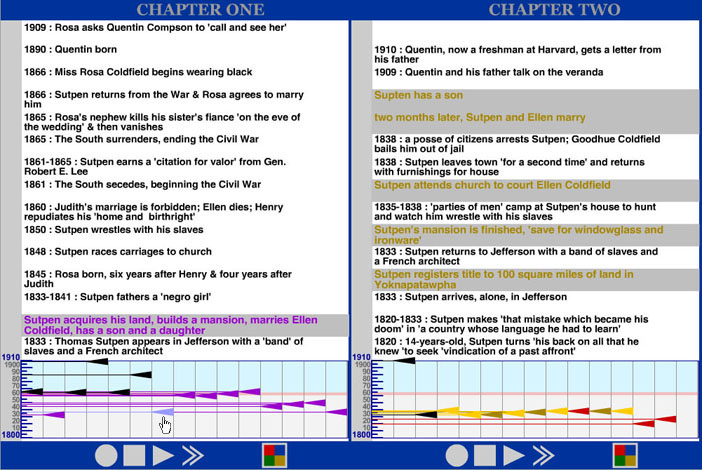 CHAPTER ONE
1909 : Rosa asks Quentin Compson to 'call and see her'
1890 : Quentin born
1866 : Miss Rosa Coldfield begins wearing black
1866 : Sutpen returns from the War & Rosa agrees to marry
him
1865 : Rosa's nephew kills his sister's fiance 'on the eve of
the wedding' & then vanishes
1865 : The South surrenders, ending the Civil War
1861-1865 : Sutpen earns a 'citation for valor' from Gen.
Robert E. Lee
1861 : The South secedes, beginning the Civil War
1860 : Judith's marriage is forbidden; Ellen dies; Henry
repudiates his 'home and birthright'
1850 : Sutpen wrestles with his slaves
1848 : Sutpen races carriages to church
1845 : Rosa born, six years after Henry & four years after
Judith
1833-1841 : Sutpen fathers a 'negro girl'
Sutpen acquires his land, builds a mansion, marries Ellen
Coldfield, has a son and a daughter
1833 : Thomas Sutpen appears in Jefferson with a 'band' of
slaves and a French architect
1910
1900
90
80
70
60
50
40
30
20
10
1800
CHAPTER TWO
1910 : Quentin, now a freshman at Harvard, gets a letter from
his father
1909 : Quentin and his father talk on the veranda
Supten has a son
two months later, Sutpen and Ellen marry
1838 : a posse of citizens arrests Sutpen; Goodhue Coldfield
bails him out of jail
1838 : Sutpen leaves town 'for a second time' and returns
with furnishings for house
Sutpen attends church to court Ellen Coldfield
1835-1838 : 'parties of men' camp at Sutpen's house to hunt
and watch him wrestle with his slaves
Sutpen's mansion is finished, 'save for windowglass and
ironware'
1833 : Sutpen returns to Jefferson with a band of slaves and
a French architect
Sutpen registers title to 100 square miles of land in
Yoknapatawpha
1833 : Sutpen arrives, alone, in Jefferson
1820-1833 : Sutpen makes 'that mistake which became his
doom' in 'a country whose language he had to learn'
1820 : 14-years-old, Sutpen turns 'his back on all that he
knew 'to seek 'vindication of a past affront'
1910
1900
90
80
70
60
50
40
30
20
10
1800